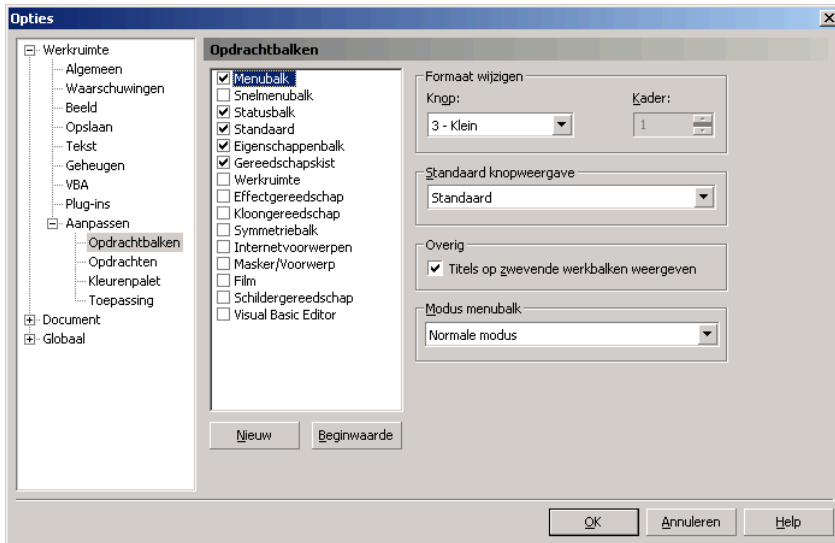 Opties
Werkruimte
Algemeen
Waarschuwingen
Beeld
Opslaan
Tekst
Geheugen
VBA
Plug-ins
Aanpassen
Opdrachtbalken
Opdrachten
Kleurenpalet
Toepassing
Document
Globaal
Opdrachtbalken
Menubalk
Snelmenubalk
Statusbalk
Standaard
Eigenschappenbalk
Gereedschapskist
Werkruimte
Effectgereedschap
Kloongereedschap
Symmetriebalk
Internetvoorwerpen
Masker/Voorwerp
Film
Schildergereedschap
Visual Basic Editor
Nieuw
Beginwaarde
Formaat wijzigen
Knop:
Kader:
3 - Klein
1
Standaard knopweergave
Standaard
Overig
Titels op zwevende werkbalken weergeven
Modus menubalk
Normale modus
OK
Annuleren
Help